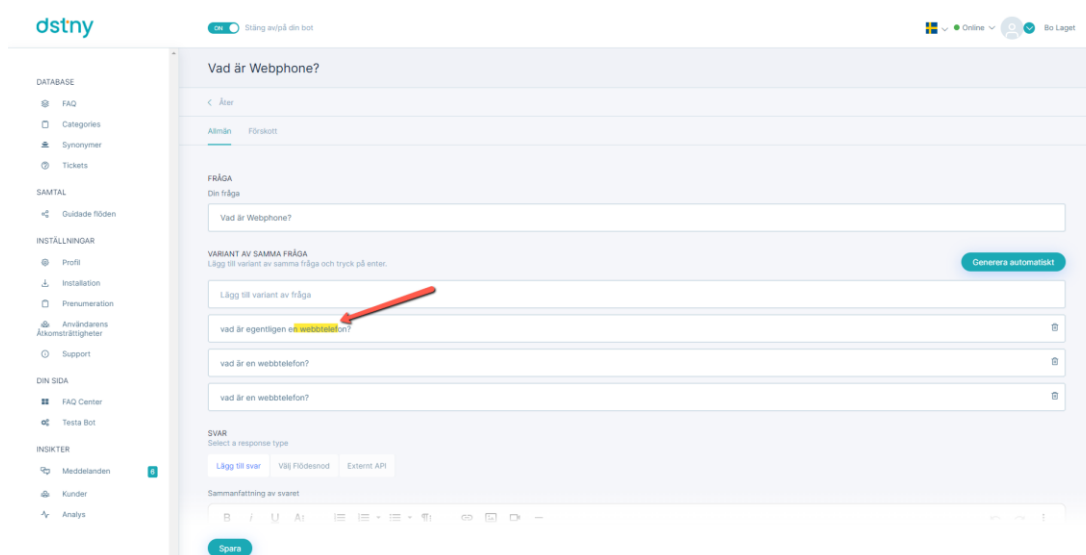 dstny
ON Stäng av/på din bot
Online
Bo Laget
DATABASE
FAQ
Categories
Synonymer
Tickets
SAMTAL
Guidade flöden
INSTÄLLNINGAR
Profil
Installation
Prenumeration
Användarens
Åtkomsträttigheter
Support
DIN SIDA
FAQ Center
Testa Bot
INSIKTER
Meddelanden 6
Kunder
Analys
Vad är Webphone?
Åter
Allmän Förskott
FRÅGA
Din fråga
Vad är Webphone?
VARIANT AV SAMMA FRÅGA
Lägg till variant av samma fråga och tryck på enter.
Generera automatiskt
Lägg till variant av fråga
vad är egentligen en webbtelefon?
vad är en webbtelefon?
vad är en webbtelefon?
SVAR
Select a response type
Lägg till svar Välj Flödesnod Externt API
Sammanfattning av svaret
Spara